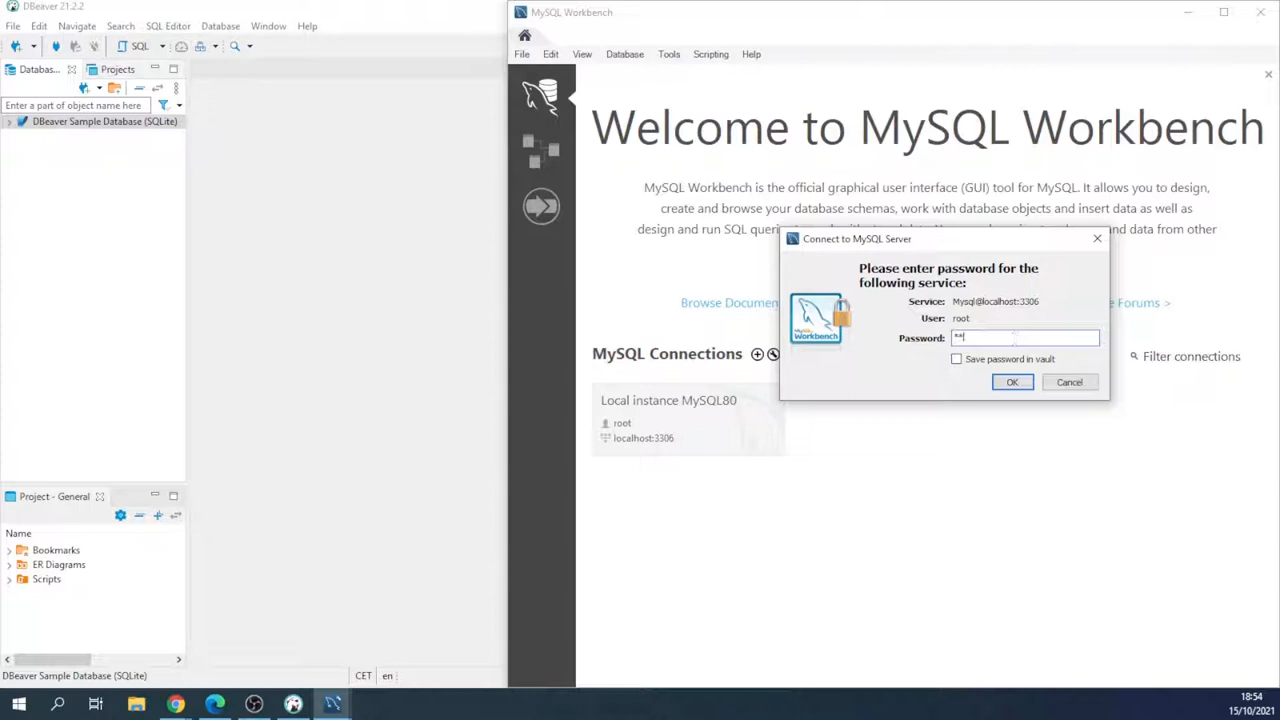 DBeaver 21.2.2
File Edit Navigate Search SQL Editor Database Window Help
SQL
Databas... Projects
Enter a part of object name here
DBeaver Sample Database (SQLite)
Project - General
Name
Bookmarks
ER Diagrams
Scripts
DBeaver Sample Database (SQLite)
CET en
MySQL Workbench
File Edit View Database Tools Scripting Help
Welcome to MySQL Workbench
MySQL Workbench is the official graphical user interface (GUI) tool for MySQL. It allows you to design,
create and browse your database schemas, work with database objects and insert data as well as
design and run SQL queries and data from other
Browse Documen e Forums >
MySQL Connections
Filter connections
Local instance MySQL80
root
localhost:3306
Connect to MySQL Server
Please enter password for the
following service:
Service: Mysql@localhost:3306
User: root
Password: **
Save password in vault
OK Cancel
MySQL
Workbench
18:54
15/10/2021